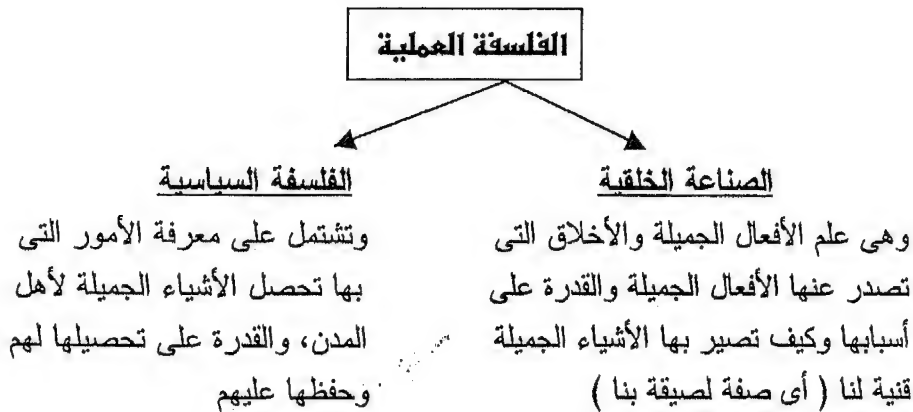 الفلسفة العملية
الصناعة الخلقية
وهى علم الأفعال الجميلة والأخلاق التى
تصدر عنها الأفعال الجميلة والقدرة على
أسبابها وكيف تصير بها الأشياء الجميلة
قنية لنا ( أى صفة لصيقة بنا )
الفلسفة السياسية
وتشتمل على معرفة الأمور التى
بها تحصل الأشياء الجميلة لأهل
المدن، والقدرة على تحصيلها لهم
وحفظها عليهم